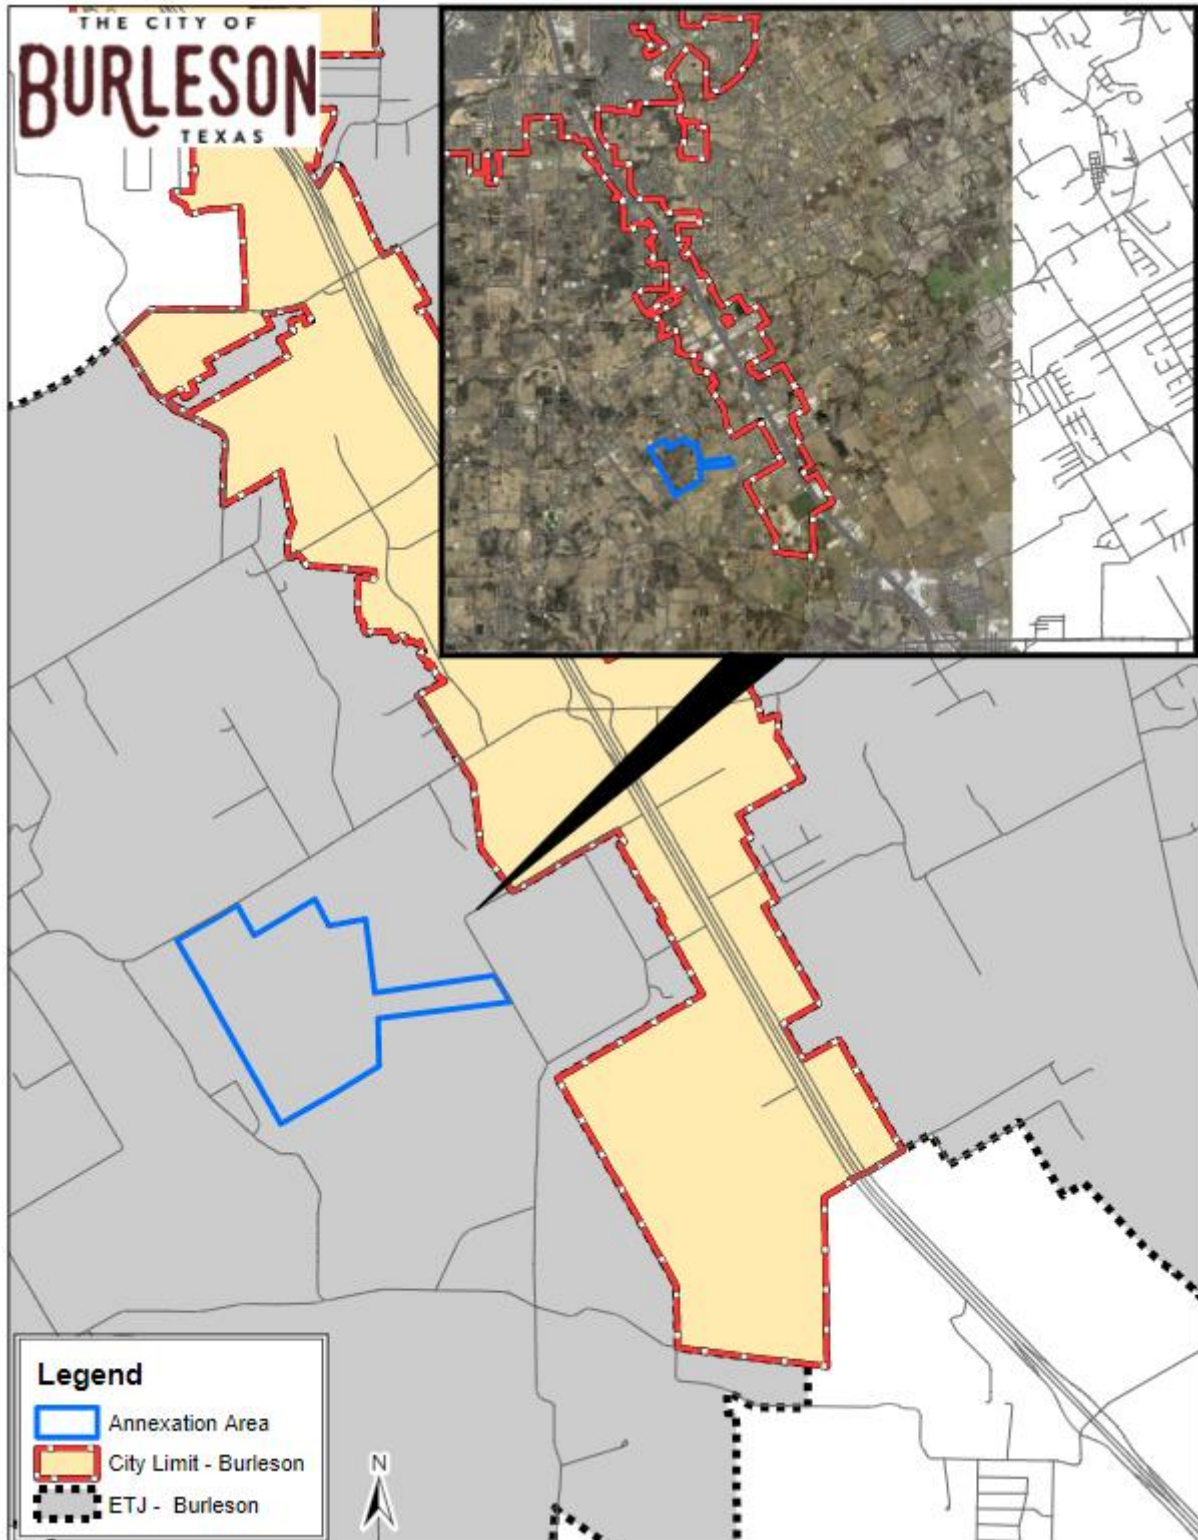 THE CITY OF
BURLESON
TEXAS
Legend
Annexation Area
City Limit - Burleson
ETJ - Burleson
N